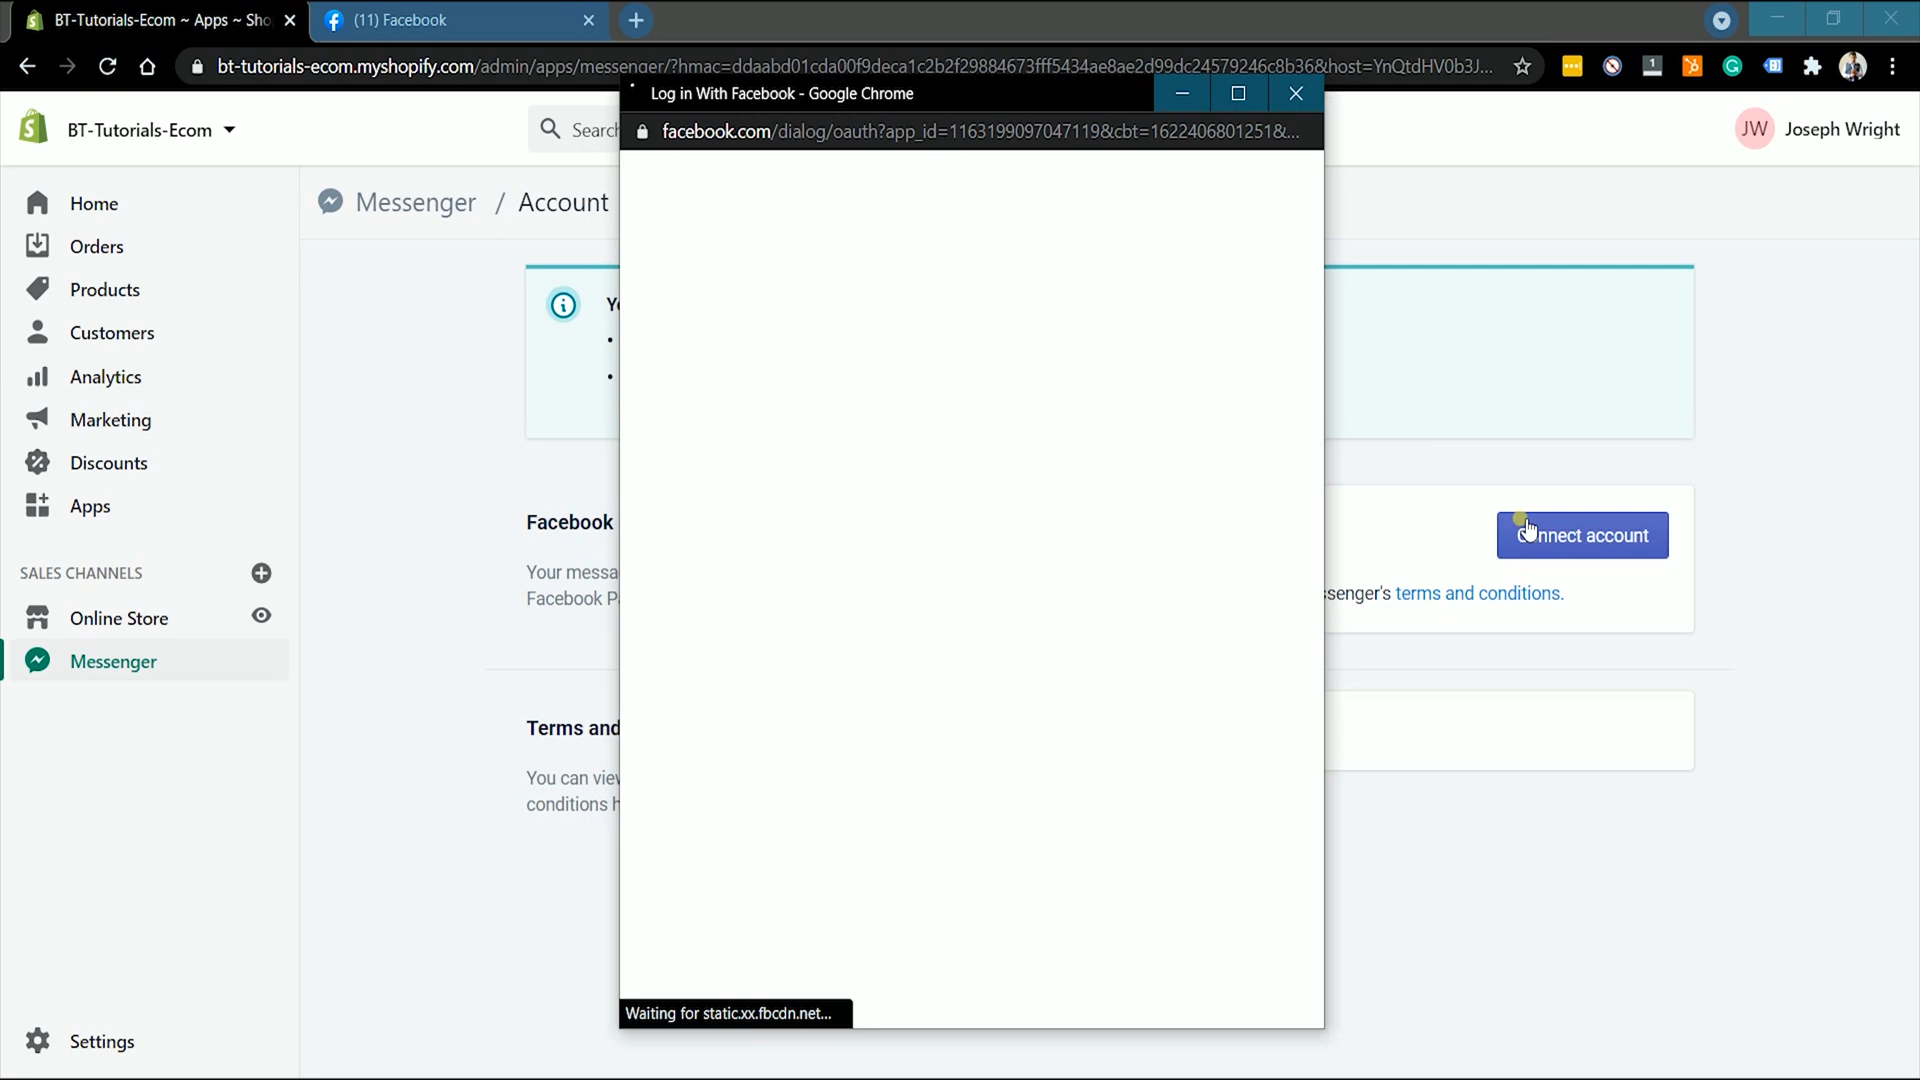 BT-Tutorials-Ecom ~ Apps ~ Sho
(11) Facebook
bt-tutorials-ecom.myshopify.com/admin/apps/messenger/?hmac=ddaabd01cda00f9deca1c2b2f29884673fff5434ae8ae2d99dc24579246c8b36&host=YnQtdHV0b3J...
Log in With Facebook - Google Chrome
facebook.com/dialog/oauth?app_id=1163199097047119&cbt=1622406801251&...
BT-Tutorials-Ecom
Search
JW Joseph Wright
Home
Orders
Products
Customers
Analytics
Marketing
Discounts
Apps
SALES CHANNELS
Online Store
Messenger
Settings
Messenger / Account
Facebook
Your messa
Facebook P
Connect account
ssenger's terms and conditions.
Terms and
You can view
conditions h
Waiting for static.xx.fbcdn.net...